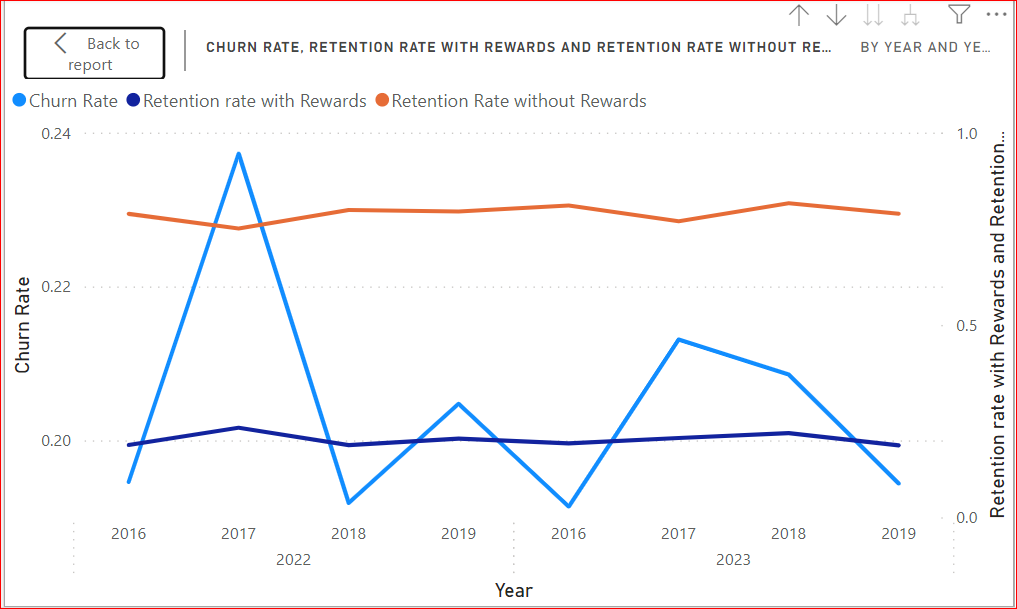 Back to
report
CHURN RATE, RETENTION RATE WITH REWARDS AND RETENTION RATE WITHOUT RE...
BY YEAR AND YE...
Churn Rate
Retention rate with Rewards
Retention Rate without Rewards
0.24
0.22
0.20
Churn Rate
1.0
0.5
0.0
Retention rate with Rewards and Retention...
2016 2017 2018 2019 2016 2017 2018 2019
2022 2023
Year